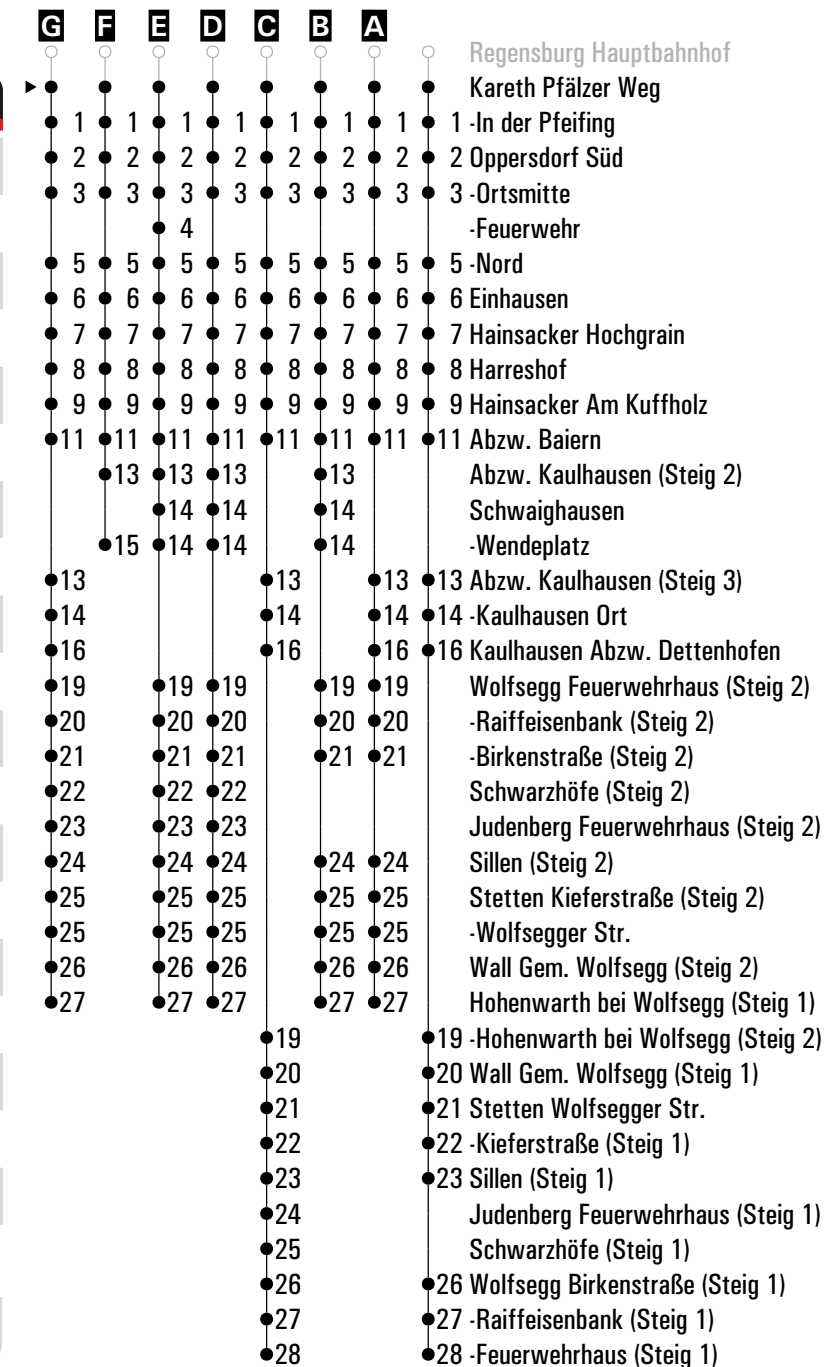 G F E D C B A
Regensburg Hauptbahnhof
Kareth Pfälzer Weg
1 1 1 1 1 1 1 1 -In der Pfeifing
2 2 2 2 2 2 2 2 Oppersdorf Süd
3 3 3 3 3 3 3 3 -Ortsmitte
4 -Feuerwehr
5 5 5 5 5 5 5 5 -Nord
6 6 6 6 6 6 6 6 Einhausen
7 7 7 7 7 7 7 7 Hainsacker Hochgrain
8 8 8 8 8 8 8 8 Harreshof
9 9 9 9 9 9 9 9 Hainsacker Am Kuffholz
11 11 11 11 11 11 11 11 Abzw. Baiern
13 13 13 13 Abzw. Kaulhausen (Steig 2)
14 14 14 Schwaighausen
15 14 14 14 -Wendeplatz
13 13 13 13 Abzw. Kaulhausen (Steig 3)
14 14 14 14 -Kaulhausen Ort
16 16 16 16 Kaulhausen Abzw. Dettenhofen
19 19 19 19 19 Wolfsegg Feuerwehrhaus (Steig 2)
20 20 20 20 20 -Raiffeisenbank (Steig 2)
21 21 21 21 21 -Birkenstraße (Steig 2)
22 22 22 Schwarzhöfe (Steig 2)
23 23 23 Judenberg Feuerwehrhaus (Steig 2)
24 24 24 24 24 Sillen (Steig 2)
25 25 25 25 25 Stetten Kieferstraße (Steig 2)
25 25 25 25 25 -Wolfsegger Str.
26 26 26 26 26 Wall Gem. Wolfsegg (Steig 2)
27 27 27 27 27 Hohenwarth bei Wolfsegg (Steig 1)
19 19 -Hohenwarth bei Wolfsegg (Steig 2)
20 20 Wall Gem. Wolfsegg (Steig 1)
21 21 Stetten Wolfsegger Str.
22 22 -Kieferstraße (Steig 1)
23 23 Sillen (Steig 1)
24 Judenberg Feuerwehrhaus (Steig 1)
25 Schwarzhöfe (Steig 1)
26 26 Wolfsegg Birkenstraße (Steig 1)
27 27 -Raiffeisenbank (Steig 1)
28 28 -Feuerwehrhaus (Steig 1)